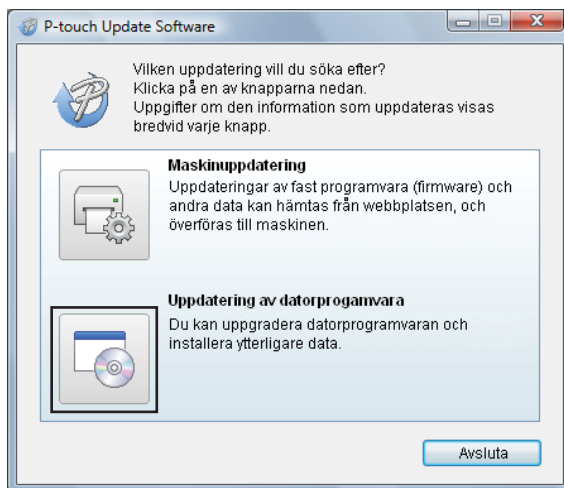 P-touch Update Software
Vilken uppdatering vill du söka efter?
Klicka på en av knapparna nedan.
Uppgifter om den information som uppdateras visas
bredvid varje knapp.
Maskinuppdatering
Uppdateringar av fast programvara (firmware) och
andra data kan hämtas från webbplatsen, och
överföras till maskinen.
Uppdatering av datorprogamvara
Du kan uppgradera datorprogramvaran och
installera ytterligare data.
Avsluta